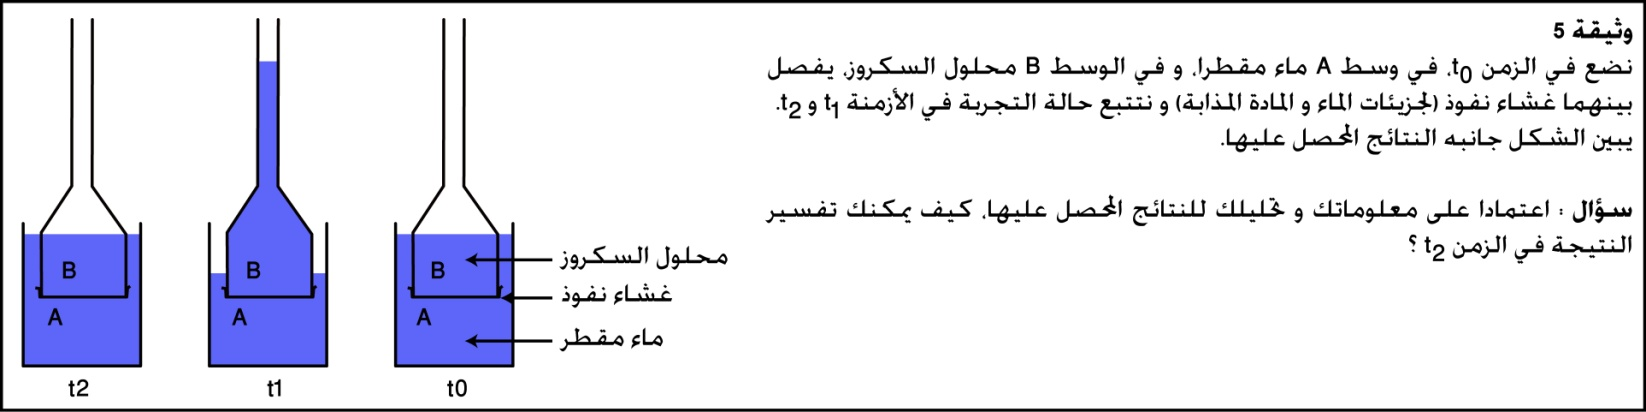 وثيقة 5
نضع في الزمن t0، في وسط A ماء مقطرا، و في الوسط B محلول السكروز، يفصل
بينهما غشاء نفوذ (لجزيئات الماء و المادة المذابة) و نتتبع حالة التجربة في الأزمنة t1 و t2.
يبين الشكل جانبه النتائج المحصل عليها.
سؤال : اعتمادا على معلوماتك و تحليلك للنتائج المحصل عليها، كيف يمكنك تفسير
النتيجة في الزمن t2 ؟
محلول السكروز
غشاء نفوذ
ماء مقطر
B
A
t0
B
A
t1
B
A
t2